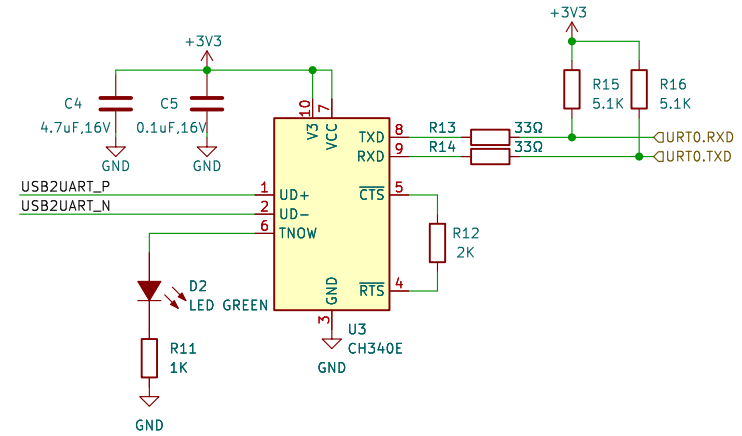 +3V3
+3V3
C4
4.7uF,16V
C5
0.1uF,16V
GND
GND
10
7
V3
VCC
TXD
RXD
8
9
R13
33Ω
R14
33Ω
R15
5.1K
R16
5.1K
URT0.RXD
URT0.TXD
USB2UART_P
USB2UART_N
1
2
6
UD+
UD-
TNOW
CTS
5
R12
2K
RTS
4
GND
3
U3
CH340E
GND
D2
LED GREEN
R11
1K
GND